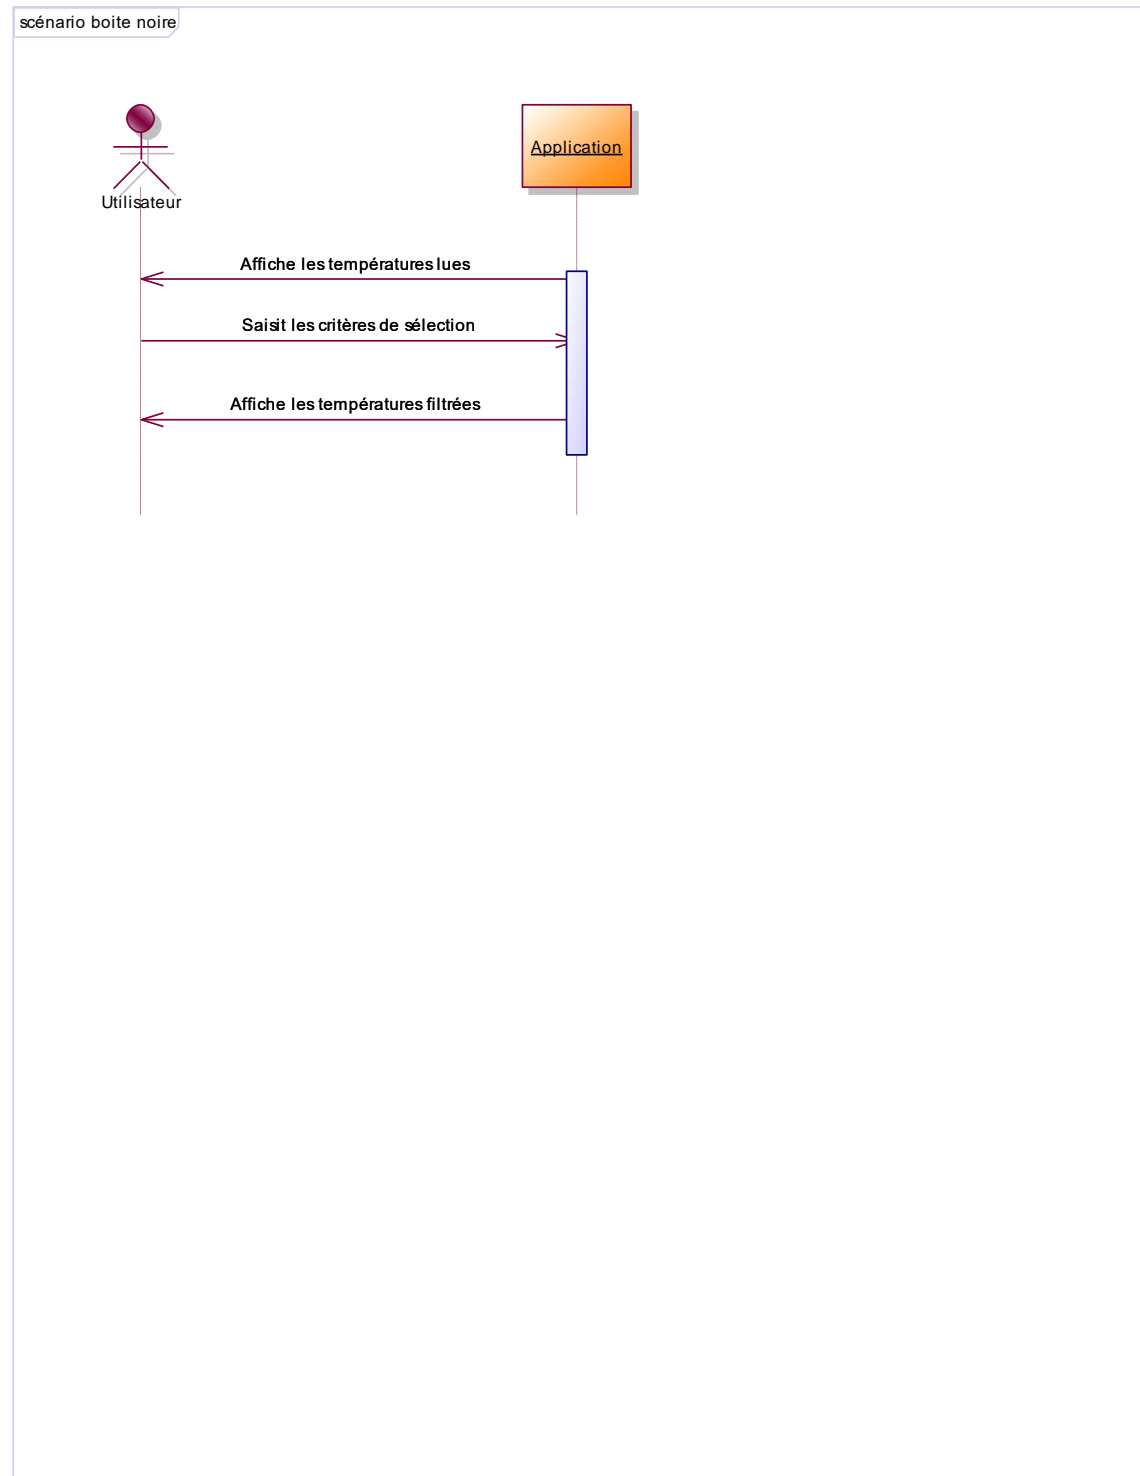 scénario boite noire
Application
Utilisateur
Affiche les températures lues
Saisit les critères de sélection
Affiche les températures filtrées